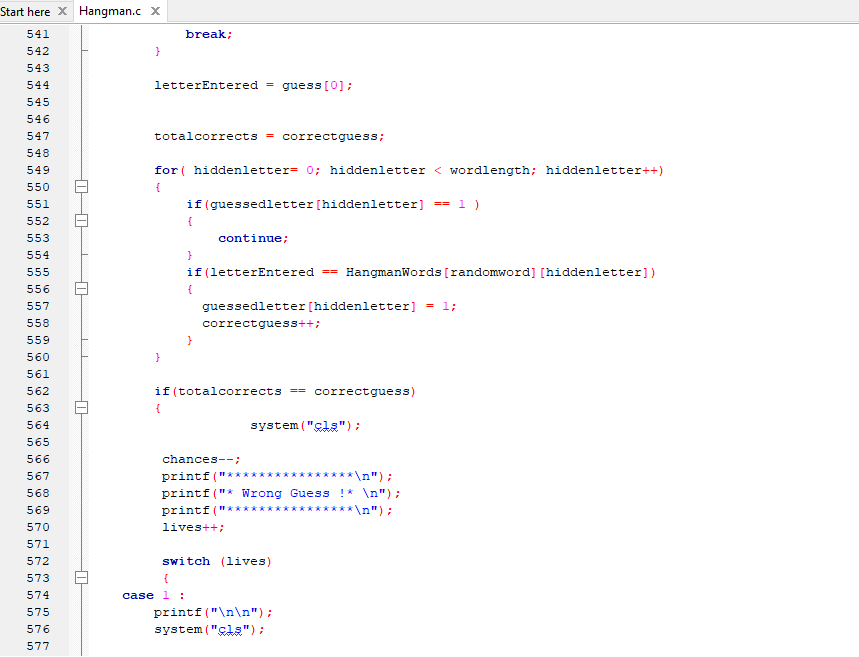 Start here X Hangman.c X
541 break;
542 }
543
544 letterEntered = guess[0];
545
546
547 totalcorrects = correctguess;
548
549 for( hiddenletter= 0; hiddenletter < wordlength; hiddenletter++)
550 {
551 if(guessedletter[hiddenletter] == 1 )
552 {
553 continue;
554 }
555 if(letterEntered == HangmanWords[randomword][hiddenletter])
556 {
557 guessedletter[hiddenletter] = 1;
558 correctguess++;
559 }
560 }
561
562 if(totalcorrects == correctguess)
563 {
564 system("cls");
565
566 chances--;
567 printf("****************\n");
568 printf("* Wrong Guess !* \n");
569 printf("****************\n");
570 lives++;
571
572 switch (lives)
573 {
574 case 1 :
575 printf("\n\n");
576 system("cls");
577